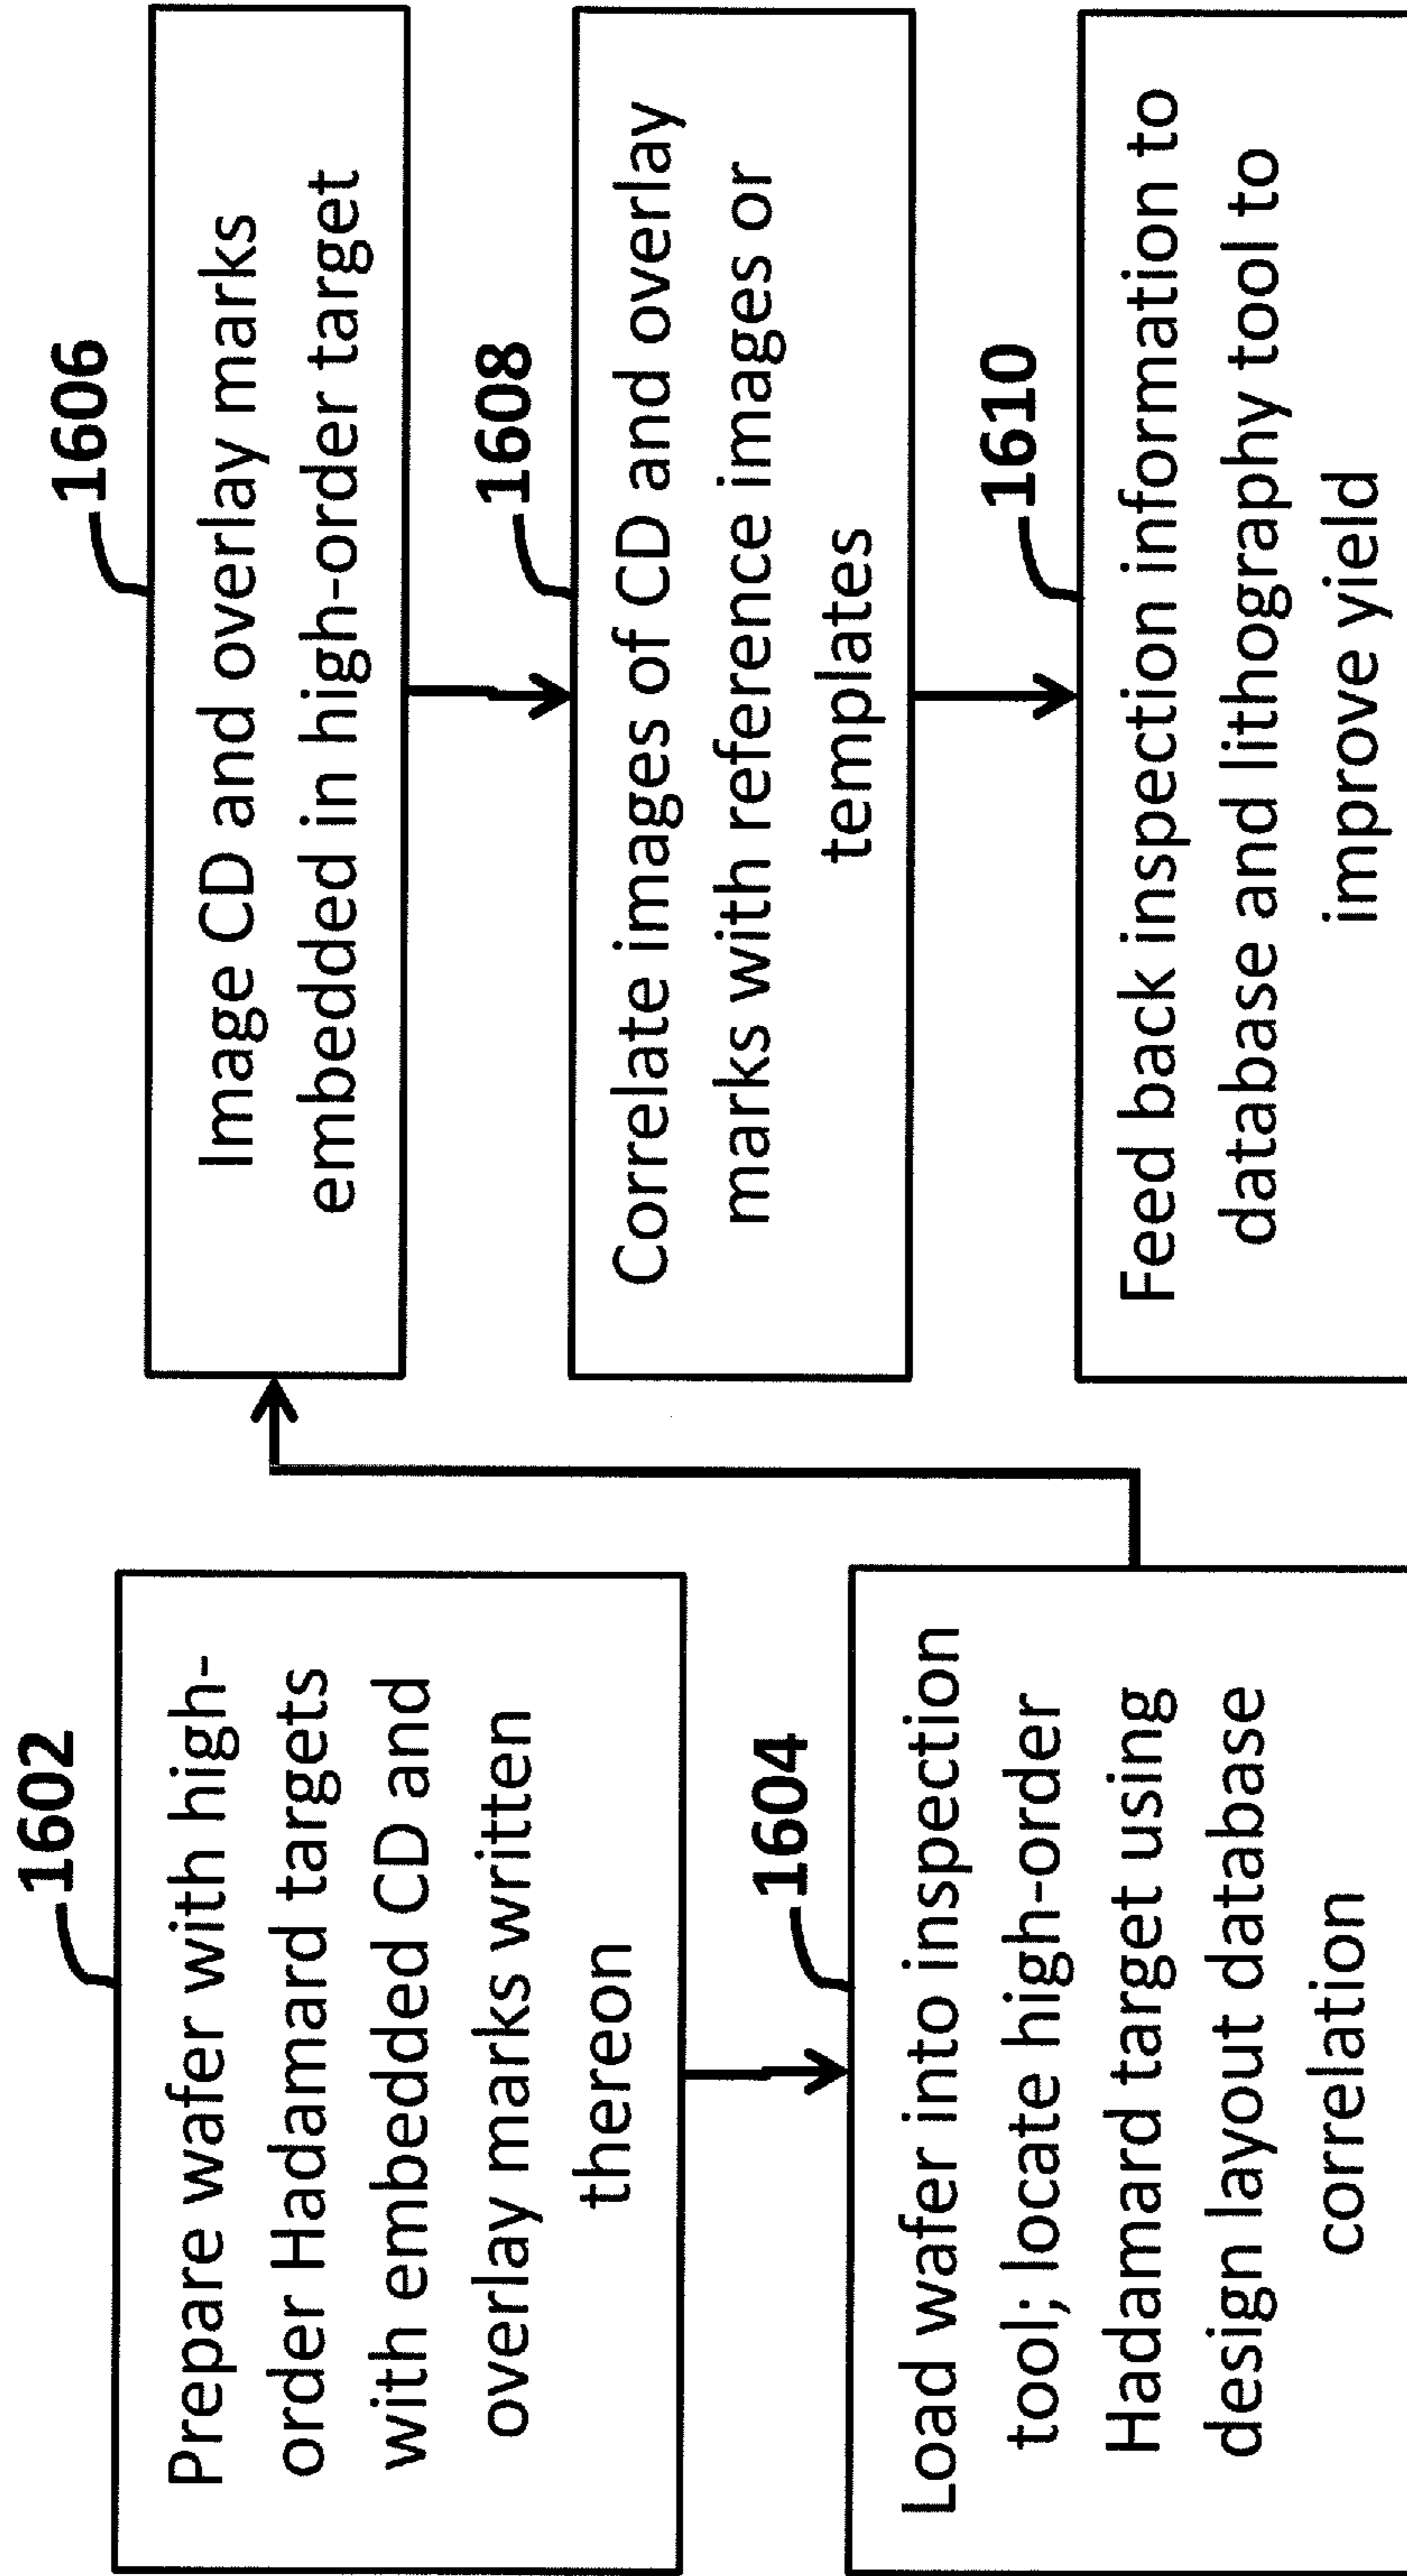 1602
Prepare wafer with high-
order Hadamard targets
with embedded CD and
overlay marks written
thereon
1604
Load wafer into inspection
tool; locate high-order
Hadamard target using
design layout database
correlation
1606
Image CD and overlay marks
embedded in high-order target
1608
Correlate images of CD and overlay
marks with reference images or
templates
1610
Feed back inspection information to
database and lithography tool to
improve yield